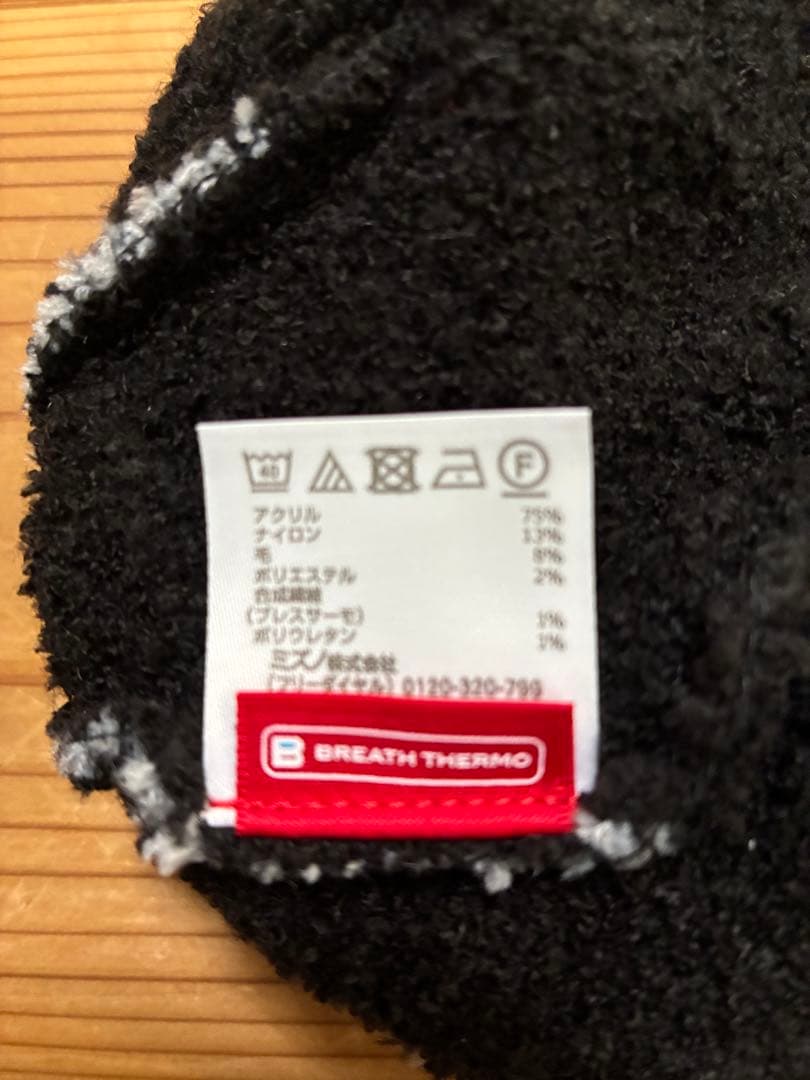 40
F
アクリル 75%
ナイロン 13%
毛 8%
ポリエステル 2%
合成繊維
(ブレスサーモ) 1%
ポリウレタン 1%
ミズノ株式会社
(フリーダイヤル) 0120-320-799
B BREATH THERMO